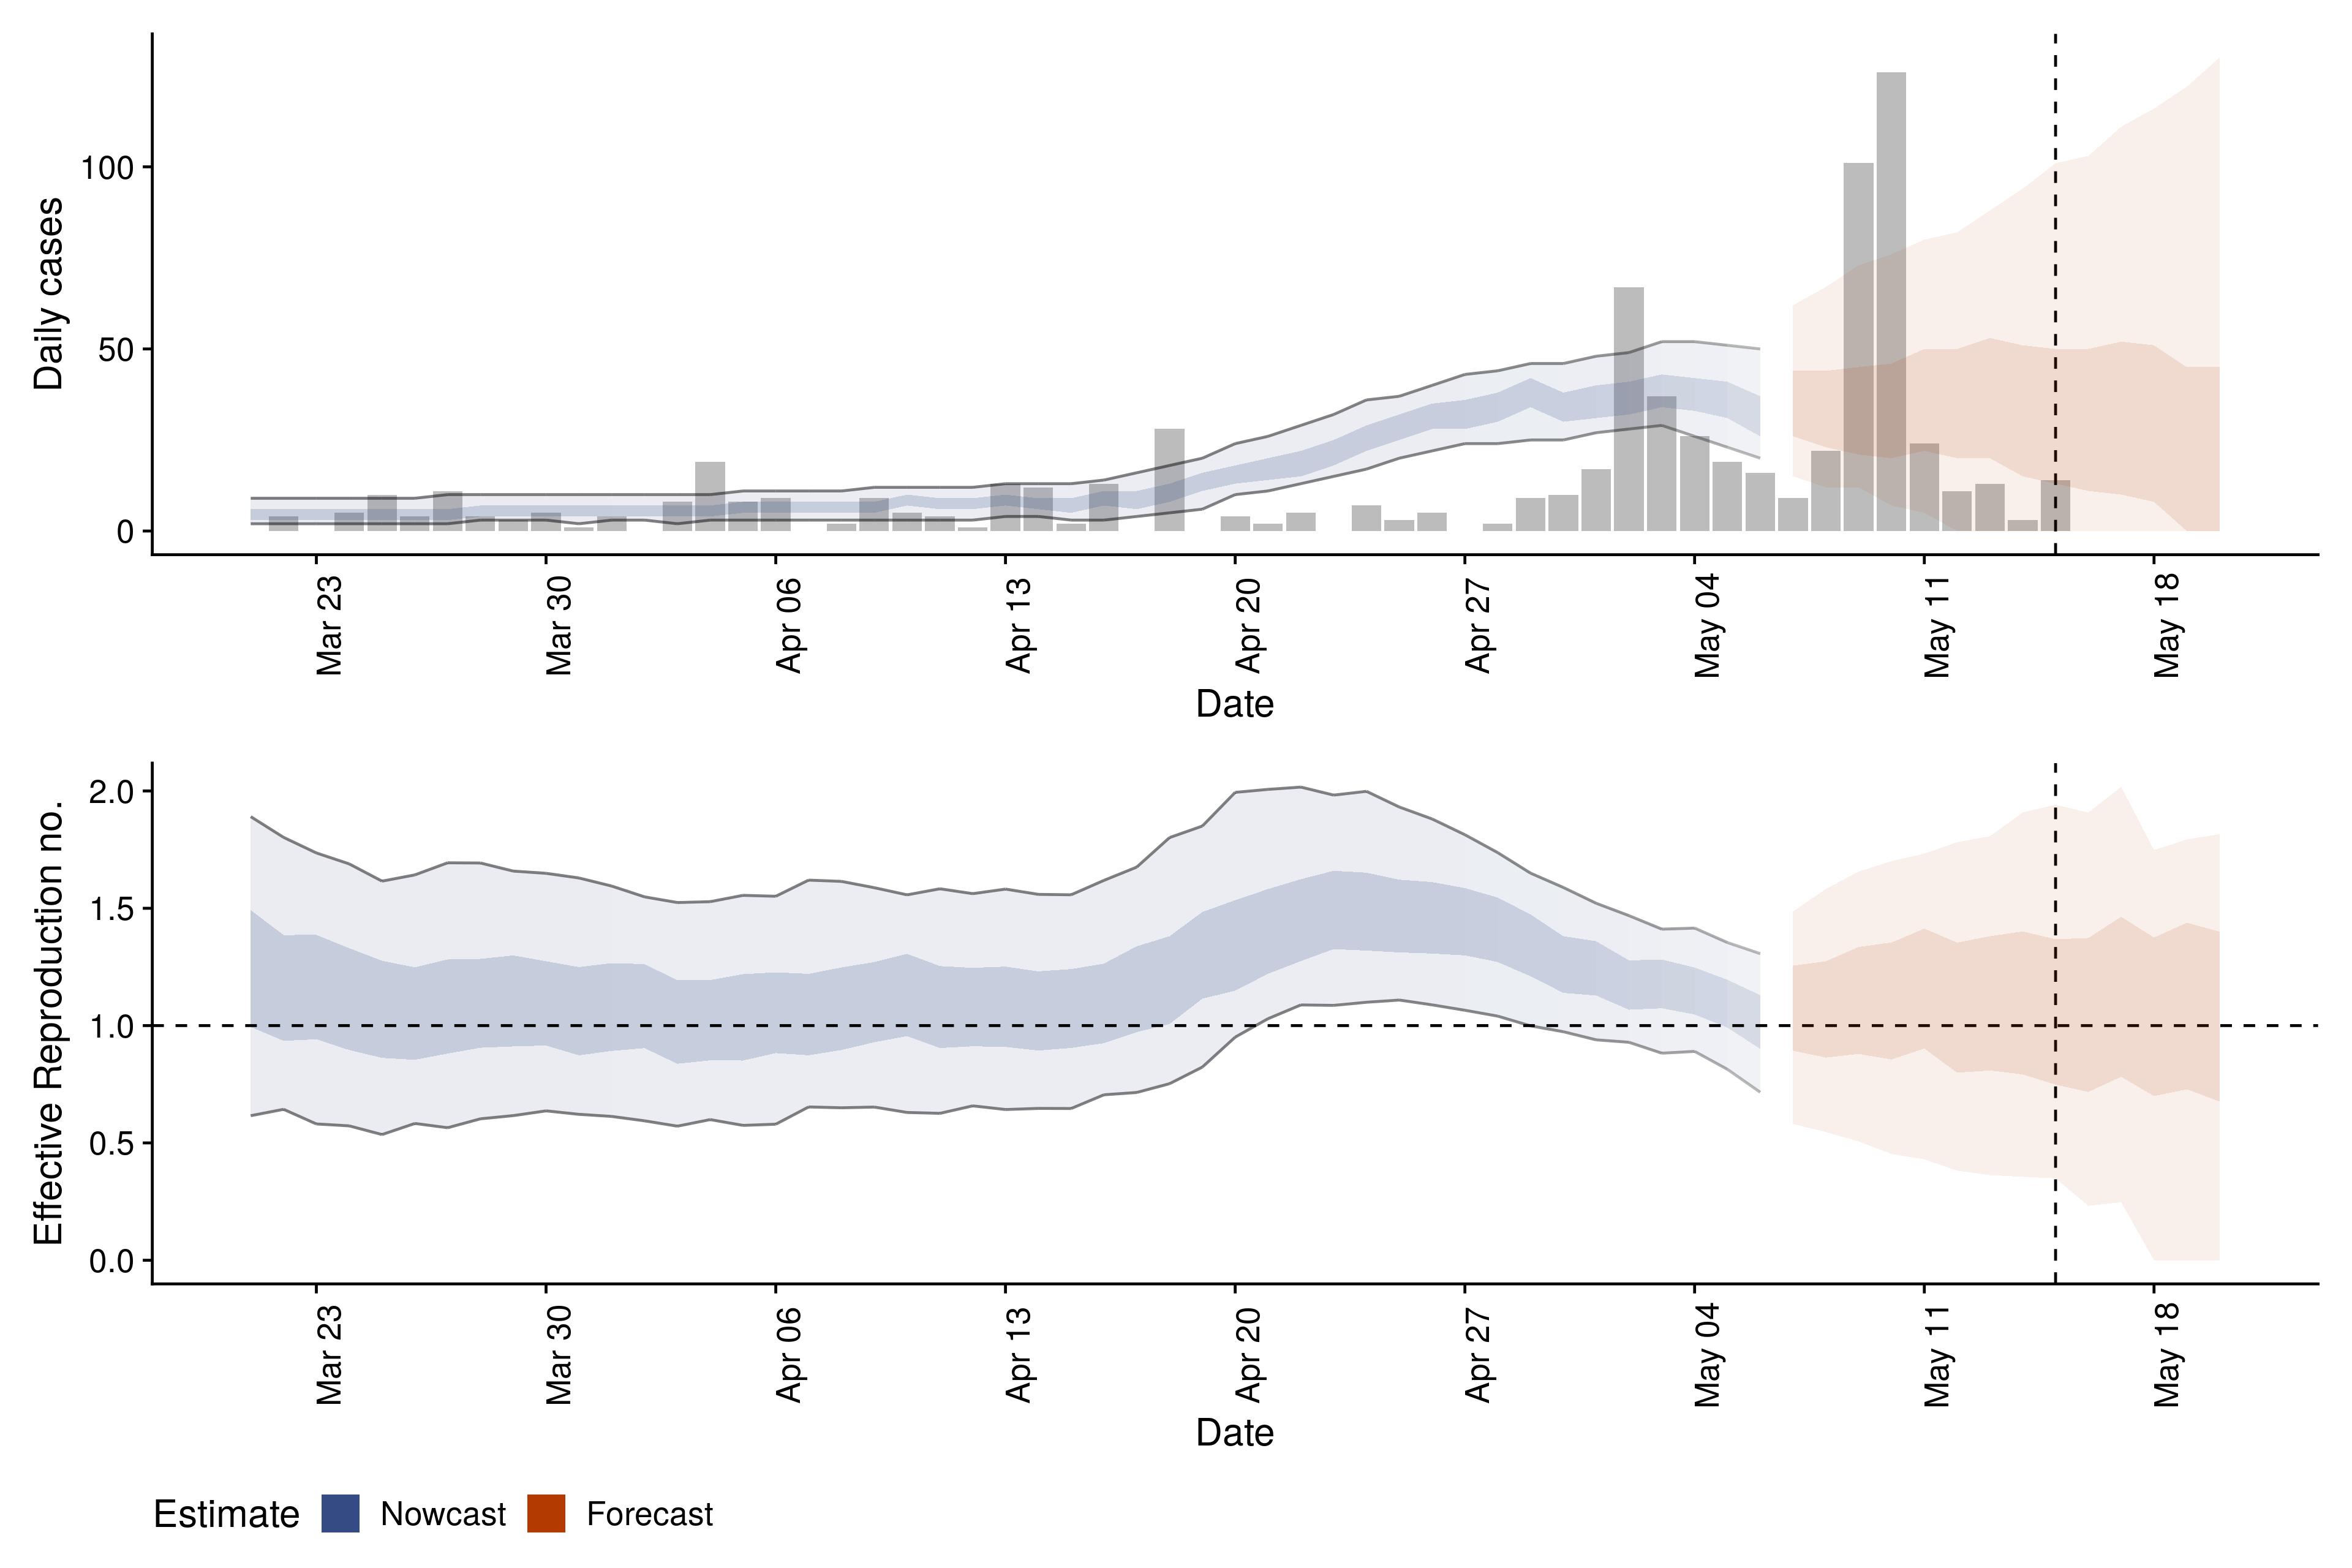 Daily cases
100
50
0
Mar 23
Mar 30
Apr 06
Apr 13
Apr 20
Apr 27
May 04
May 11
May 18
Date
Effective Reproduction no.
2.0
1.5
1.0
0.5
0.0
Mar 23
Mar 30
Apr 06
Apr 13
Apr 20
Apr 27
May 04
May 11
May 18
Date
Estimate Nowcast Forecast